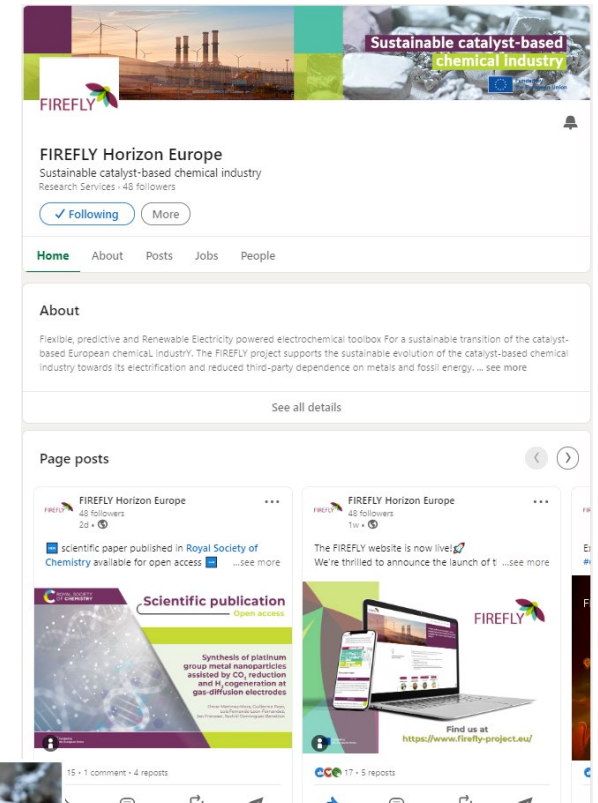 Sustainable catalyst-based
chemical industry
Funded by
the European Union
FIREFLY
FIREFLY Horizon Europe
Sustainable catalyst-based chemical industry
Research Services · 48 followers
✓ Following
More
Home About Posts Jobs People
About
Flexible, predictive and Renewable Electricity powered electrochemical toolbox For a sustainable transition of the catalyst-
based European chemicaL industrY. The FIREFLY project supports the sustainable evolution of the catalyst-based chemical
industry towards its electrification and reduced third-party dependence on metals and fossil energy. ... see more
See all details
Page posts
FIREFLY
FIREFLY Horizon Europe
48 followers
2d •
scientific paper published in Royal Society of
Chemistry available for open access ...see more
ROYAL SOCIETY
OF CHEMISTRY
Scientific publication
Open access
Synthesis of platinum
group metal nanoparticles
assisted by CO₂ reduction
and H₂ cogeneration at
gas-diffusion electrodes
15 • 1 comment • 4 reposts
FIREFLY
FIREFLY Horizon Europe
48 followers
1w •
The FIREFLY website is now live!
We're thrilled to announce the launch of t ...see more
FIREFLY
Find us at
https://www.firefly-project.eu/
17 • 5 reposts